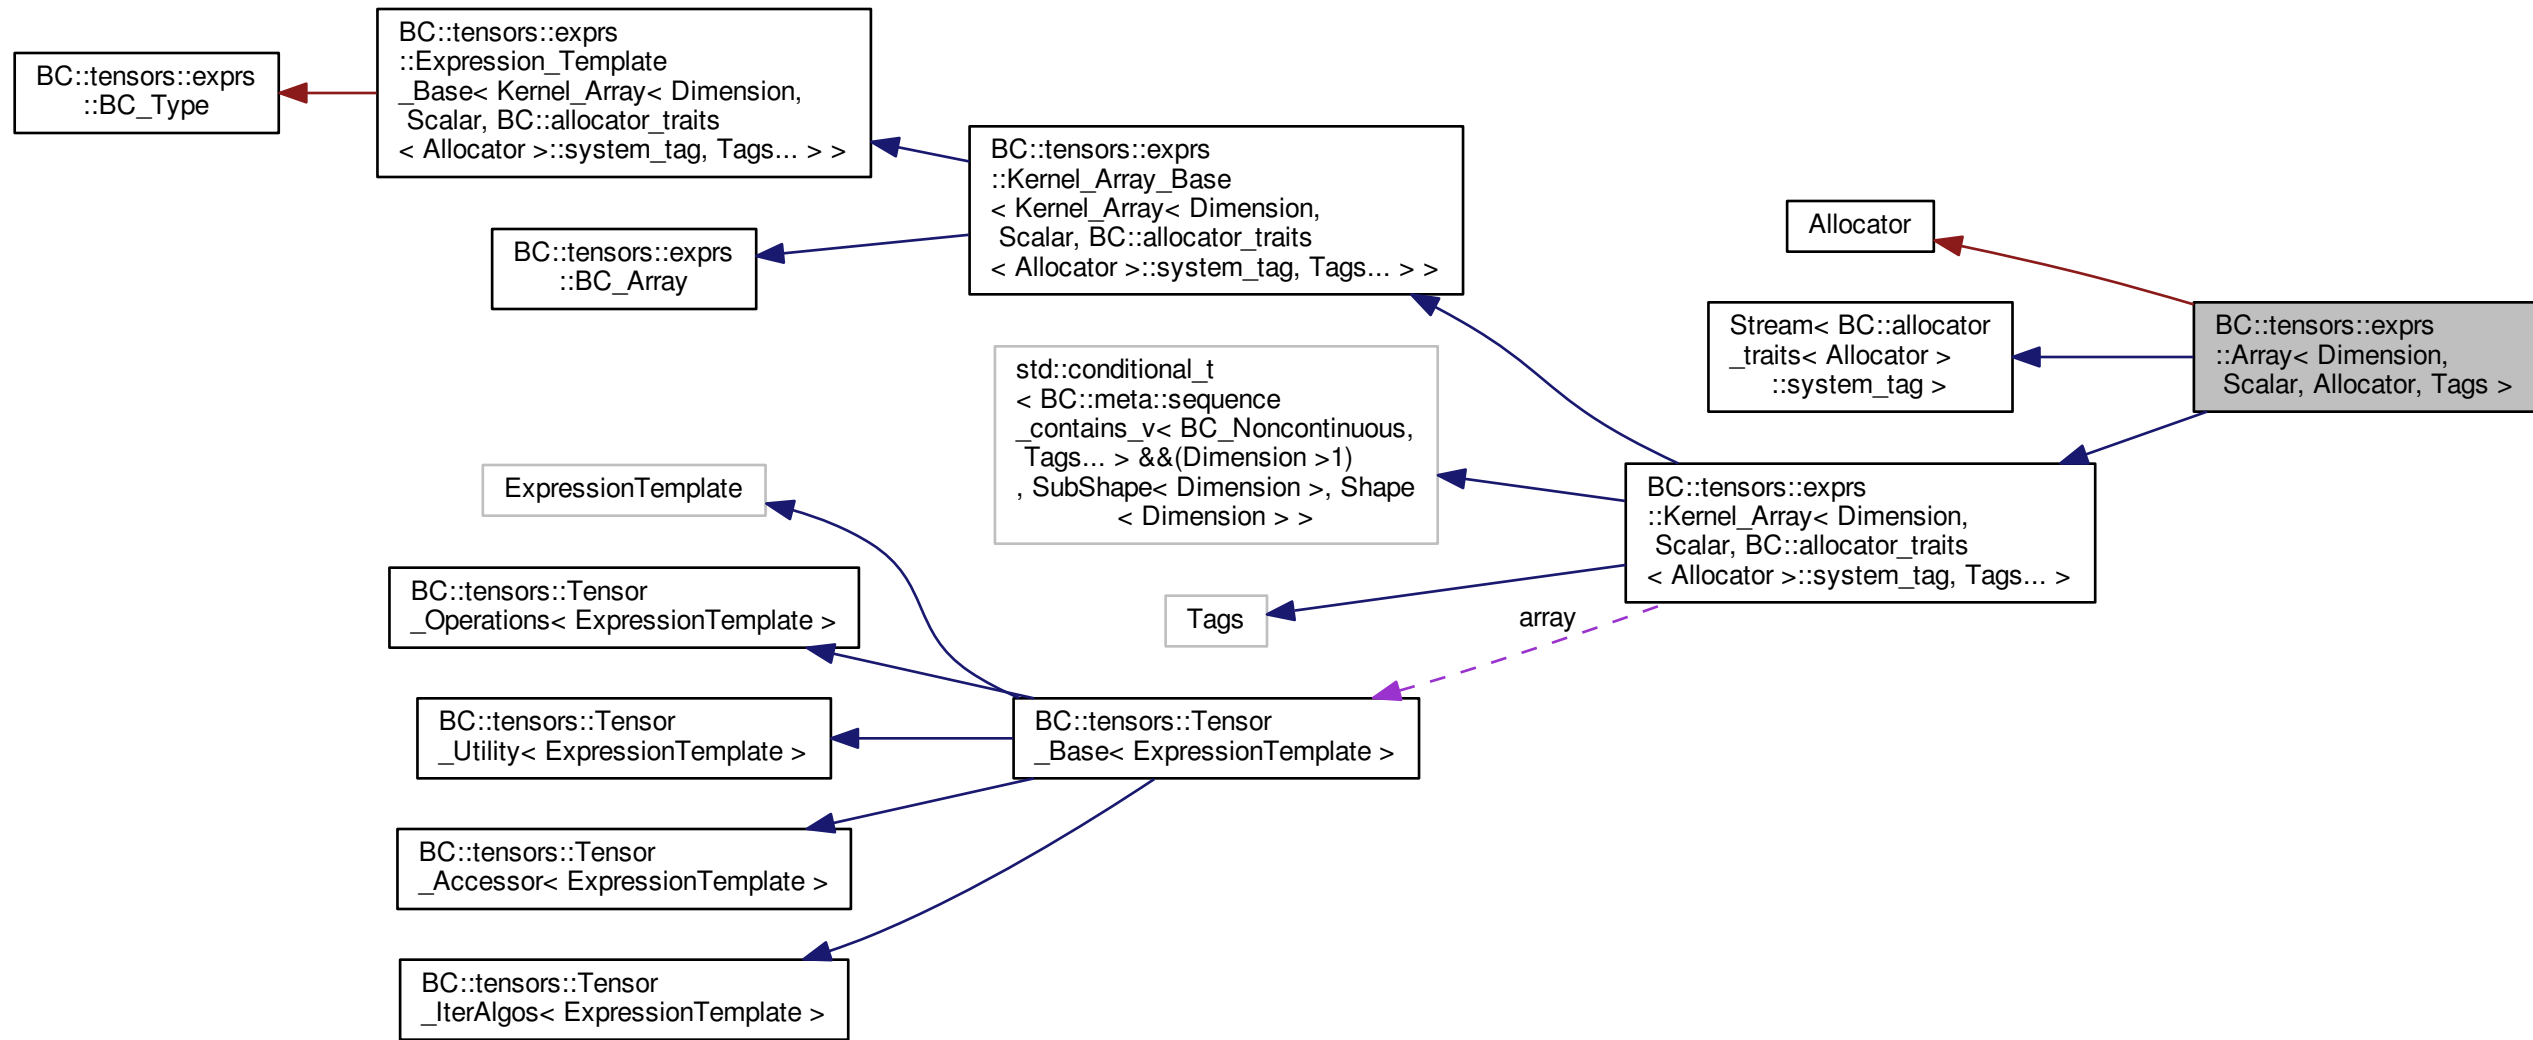 BC::tensors::exprs
::BC_Type
BC::tensors::exprs
::Expression_Template
_Base< Kernel_Array< Dimension,
Scalar, BC::allocator_traits
< Allocator >::system_tag, Tags... > >
BC::tensors::exprs
::BC_Array
BC::tensors::exprs
::Kernel_Array_Base
< Kernel_Array< Dimension,
Scalar, BC::allocator_traits
< Allocator >::system_tag, Tags... > >
Allocator
Stream< BC::allocator
_traits< Allocator >
::system_tag >
BC::tensors::exprs
::Array< Dimension,
Scalar, Allocator, Tags >
std::conditional_t
< BC::meta::sequence
_contains_v< BC_Noncontinuous,
Tags... > &&(Dimension >1)
, SubShape< Dimension >, Shape
< Dimension > >
ExpressionTemplate
BC::tensors::exprs
::Kernel_Array< Dimension,
Scalar, BC::allocator_traits
< Allocator >::system_tag, Tags... >
Tags
array
BC::tensors::Tensor
_Operations< ExpressionTemplate >
BC::tensors::Tensor
_Utility< ExpressionTemplate >
BC::tensors::Tensor
_Base< ExpressionTemplate >
BC::tensors::Tensor
_Accessor< ExpressionTemplate >
BC::tensors::Tensor
_IterAlgos< ExpressionTemplate >